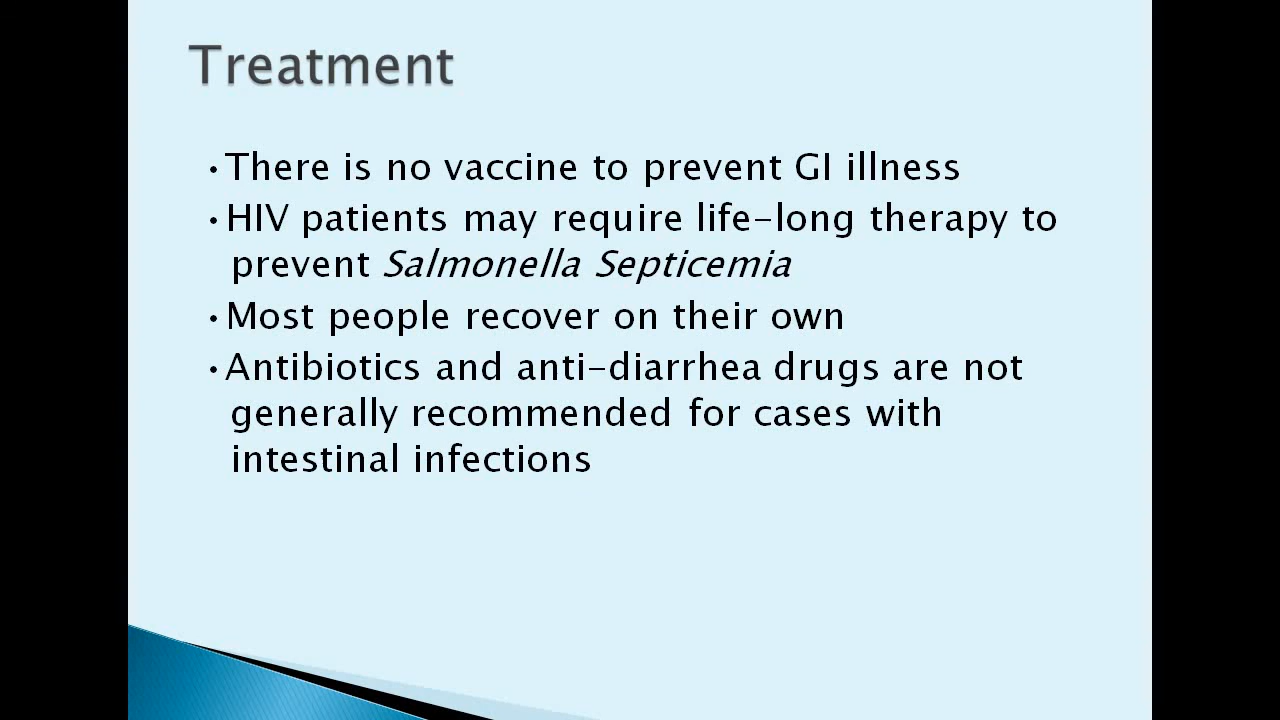 Treatment
•There is no vaccine to prevent GI illness
•HIV patients may require life-long therapy to
prevent Salmonella Septicemia
•Most people recover on their own
•Antibiotics and anti-diarrhea drugs are not
generally recommended for cases with
intestinal infections